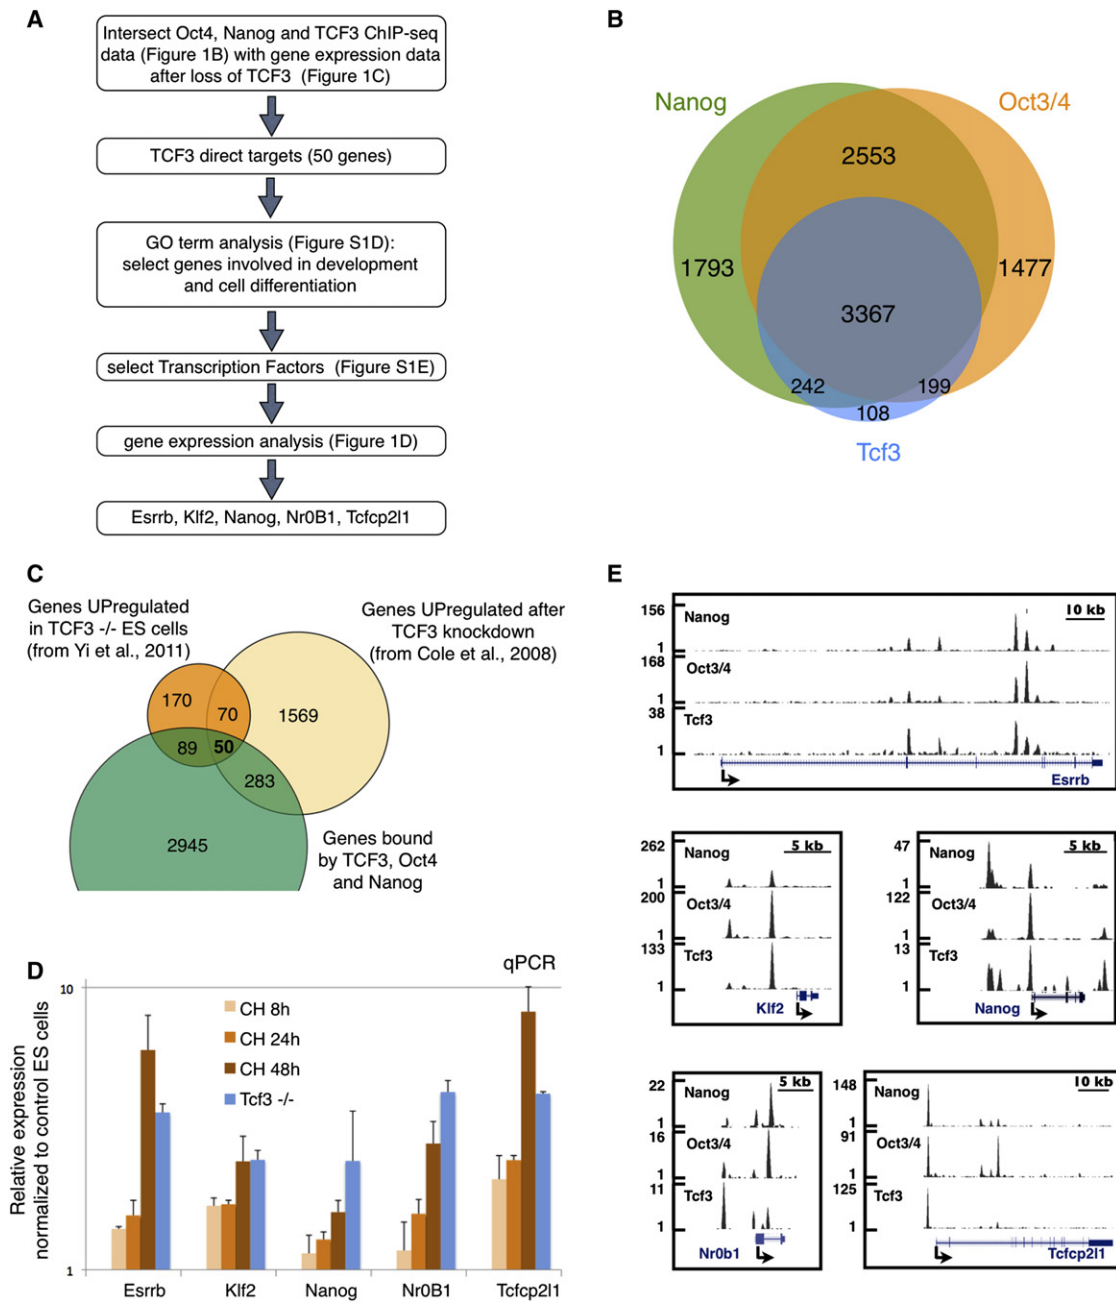 A
Intersect Oct4, Nanog and TCF3 ChIP-seq
data (Figure 1B) with gene expression data
after loss of TCF3 (Figure 1C)
TCF3 direct targets (50 genes)
GO term analysis (Figure S1D):
select genes involved in development
and cell differentiation
select Transcription Factors (Figure S1E)
gene expression analysis (Figure 1D)
Esrrb, Klf2, Nanog, Nr0B1, Tcfcp2l1
B
Nanog
Oct3/4
2553
1793
1477
3367
242
199
108
Tcf3
C
Genes UPregulated
in TCF3 -/- ES cells
(from Yi et al., 2011)
Genes UPregulated after
TCF3 knockdown
(from Cole et al., 2008)
170
70
1569
89
50
283
2945
Genes bound
by TCF3, Oct4
and Nanog
D
qPCR
Relative expression
normalized to control ES cells
10
1
CH 8h
CH 24h
CH 48h
Tcf3 -/-
Esrrb
Klf2
Nanog
Nr0B1
Tcfcp2l1
E
156
Nanog
10 kb
1
168
Oct3/4
1
38
Tcf3
1
Esrrb
262
Nanog
5 kb
1
200
Oct3/4
1
133
Tcf3
1
Klf2
47
Nanog
5 kb
1
122
Oct3/4
1
13
Tcf3
1
Nanog
22
Nanog
5 kb
1
16
Oct3/4
1
11
Tcf3
1
Nr0b1
148
Nanog
10 kb
1
91
Oct3/4
1
125
Tcf3
1
Tcfcp2l1